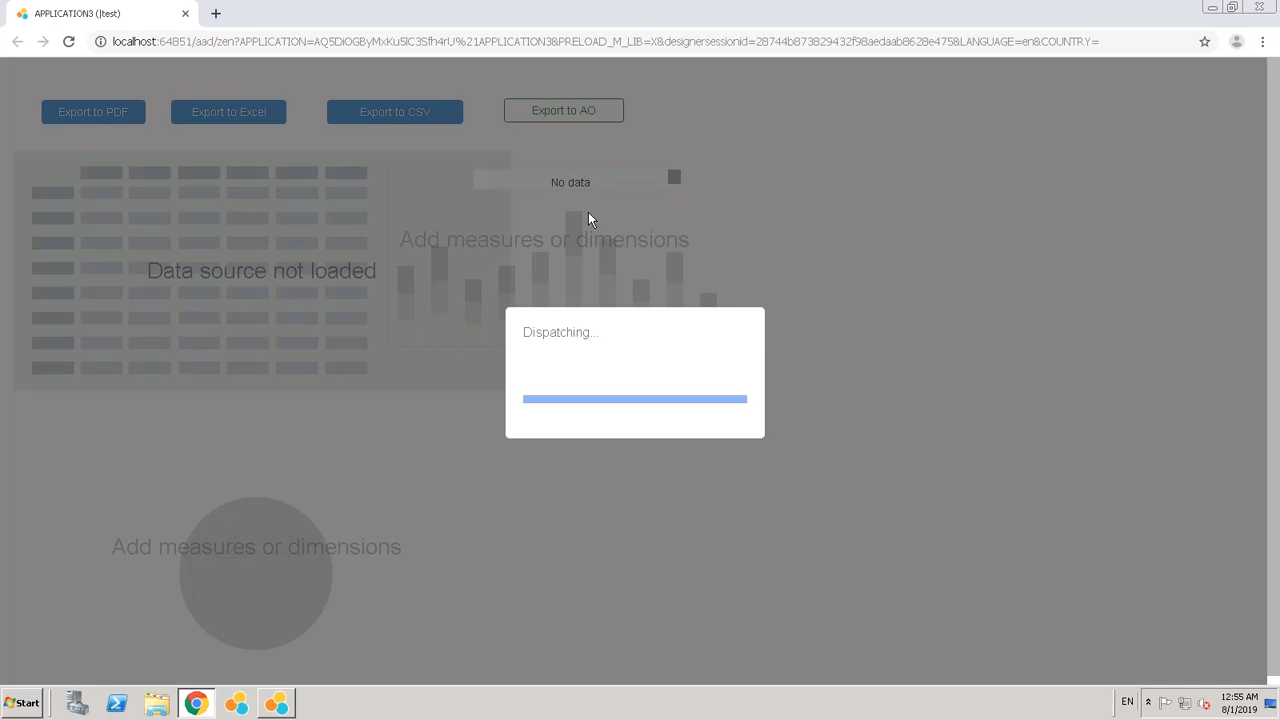 APPLICATION3 (|test)
localhost:64851/aad/zen?APPLICATION=AQ5DiOGByMxKu5lC3Sfh4rU%21APPLICATION3&PRELOAD_M_LIB=X&designersessionid=28744b873829432f98aedaab8628e475&LANGUAGE=en&COUNTRY=
Export to PDF
Export to Excel
Export to CSV
Export to AO
No data
Add measures or dimensions
Data source not loaded
Dispatching...
Add measures or dimensions
Start
EN
12:55 AM
8/1/2019